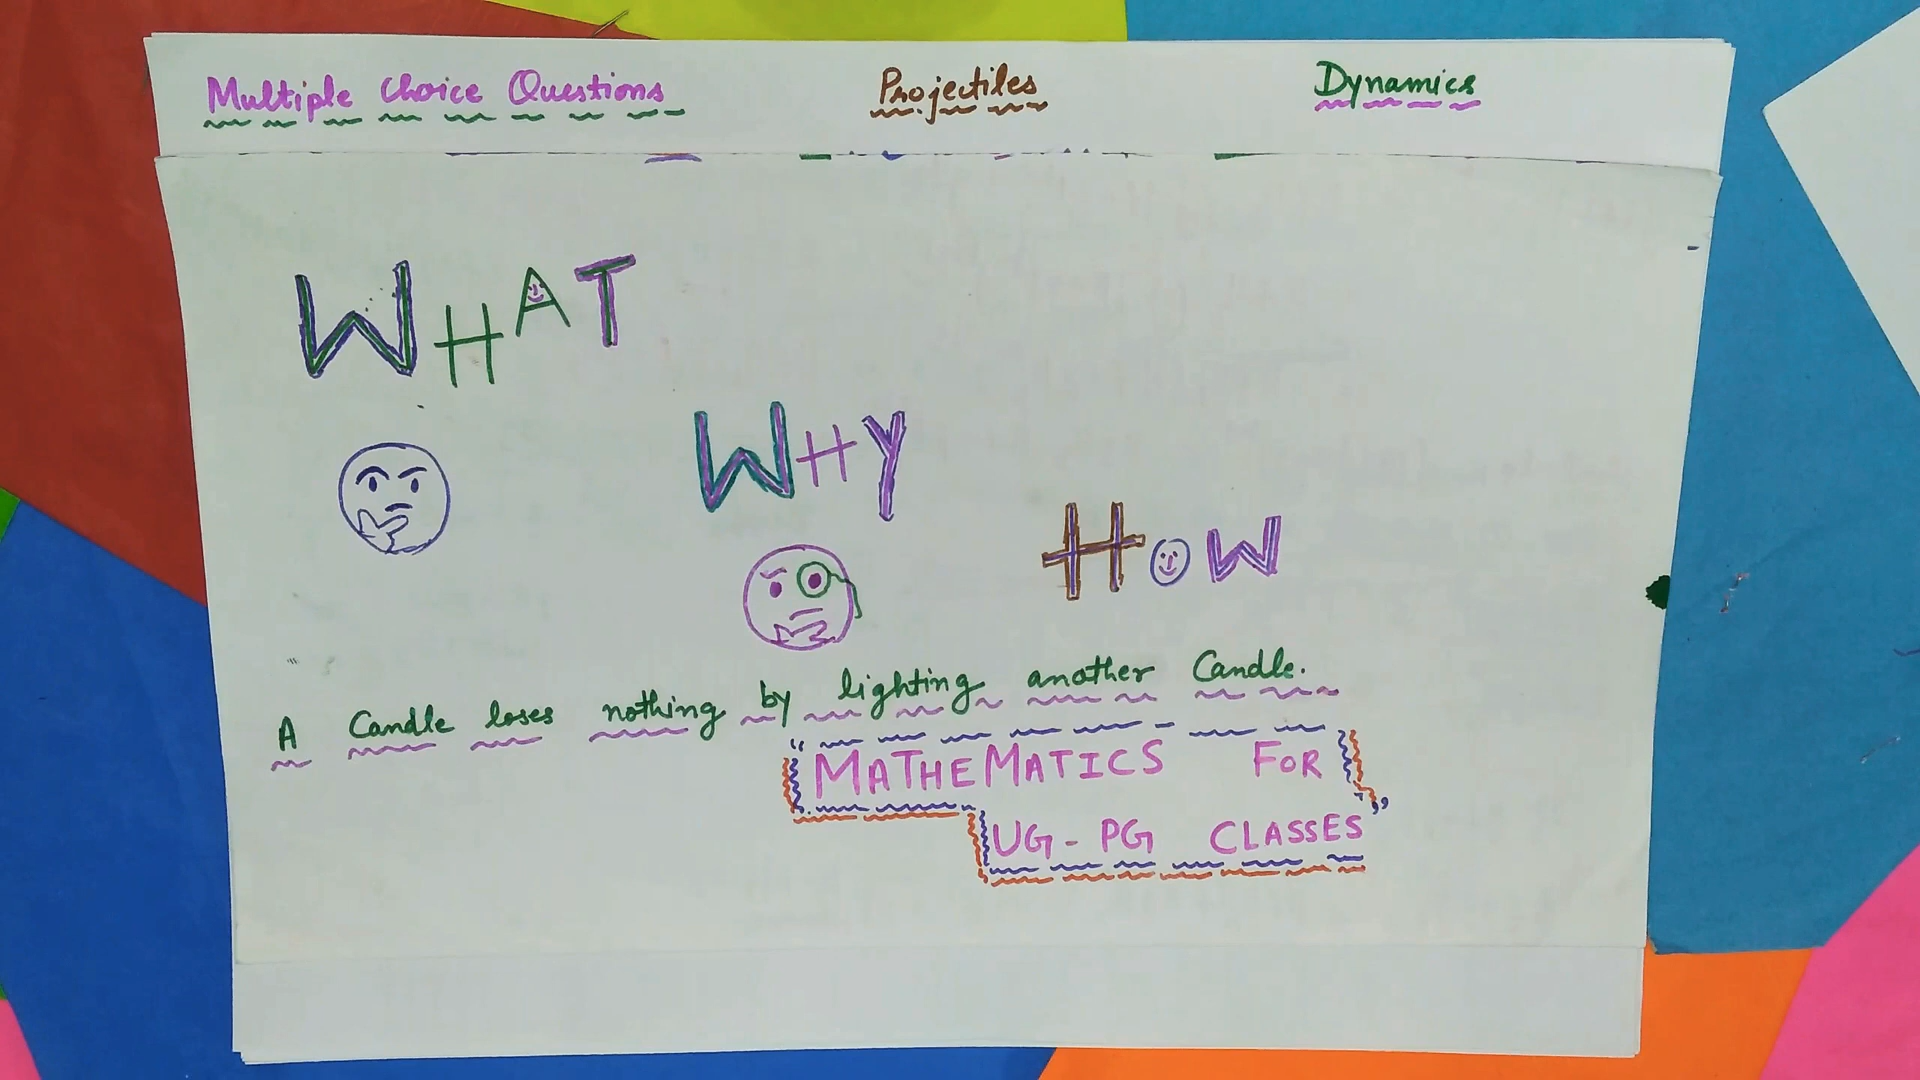 Multiple Choice Questions Projectiles Dynamics
WHAT
WHY
HOW
A Candle loses nothing by lighting another Candle.
"MATHEMATICS FOR
UG-PG CLASSES"